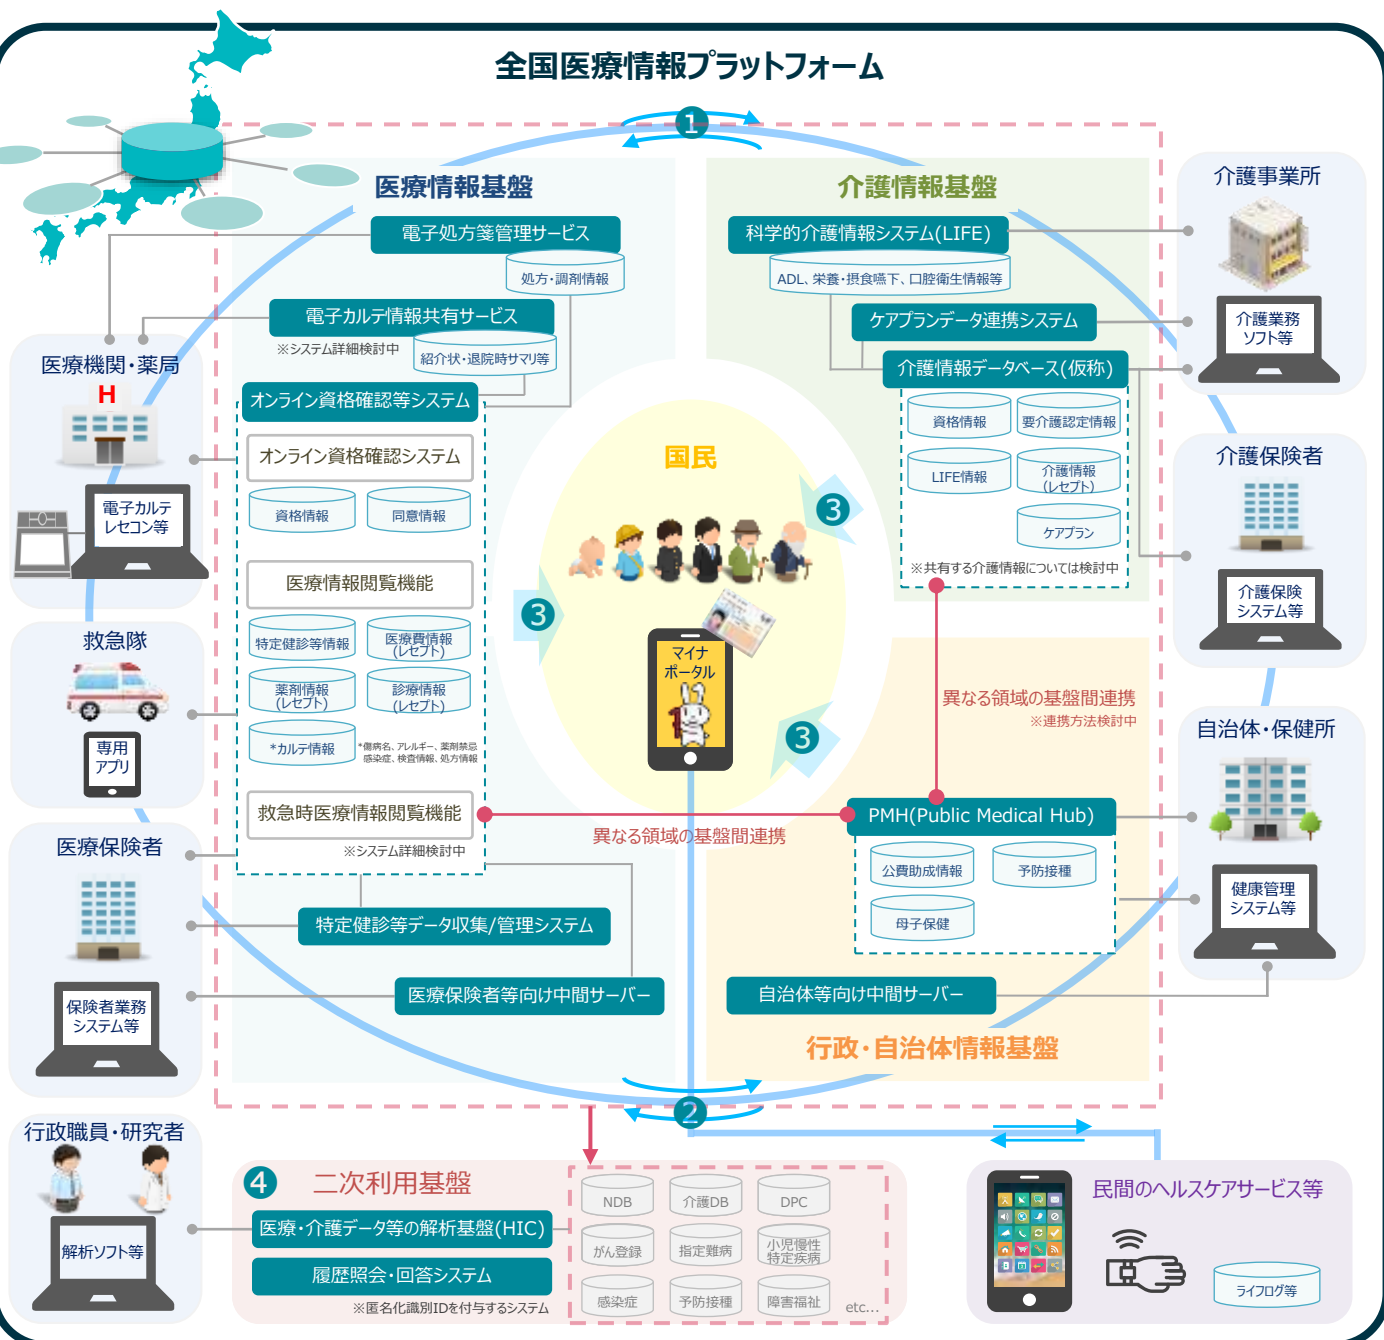 全国医療情報プラットフォーム
1
医療情報基盤
電子処方箋管理サービス
処方・調剤情報
電子カルテ情報共有サービス
※システム詳細検討中
紹介状・退院時サマリ等
オンライン資格確認等システム
オンライン資格確認システム
資格情報
同意情報
医療情報閲覧機能
特定健診等情報
医療費情報
(レセプト)
薬剤情報
(レセプト)
診療情報
(レセプト)
*カルテ情報
*傷病名、アレルギー、薬剤禁忌
感染症、検査情報、処方情報
救急時医療情報閲覧機能
※システム詳細検討中
特定健診等データ収集/管理システム
医療保険者等向け中間サーバー
介護情報基盤
科学的介護情報システム(LIFE)
ADL、栄養・摂食嚥下、口腔衛生情報等
ケアプランデータ連携システム
介護情報データベース(仮称)
資格情報
要介護認定情報
LIFE情報
介護情報
(レセプト)
ケアプラン
※共有する介護情報については検討中
国民
3
3
3
マイナ
ポータル
異なる領域の基盤間連携
※連携方法検討中
異なる領域の基盤間連携
PMH(Public Medical Hub)
公費助成情報
予防接種
母子保健
自治体等向け中間サーバー
行政・自治体情報基盤
2
医療機関・薬局
H
電子カルテ
レセコン等
救急隊
専用
アプリ
医療保険者
保険者業務
システム等
行政職員・研究者
解析ソフト等
介護事業所
介護業務
ソフト等
介護保険者
介護保険
システム等
自治体・保健所
健康管理
システム等
4
二次利用基盤
医療・介護データ等の解析基盤(HIC)
履歴照会・回答システム
※匿名化識別IDを付与するシステム
NDB
介護DB
DPC
がん登録
指定難病
小児慢性
特定疾病
感染症
予防接種
障害福祉
etc...
民間のヘルスケアサービス等
ライフログ等